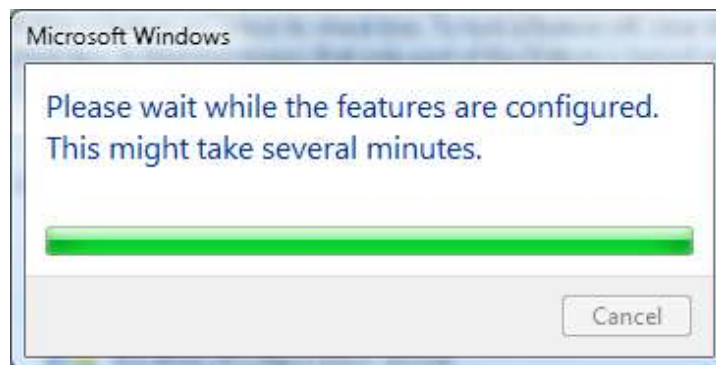 Microsoft Windows
Please wait while the features are configured.
This might take several minutes.
Cancel